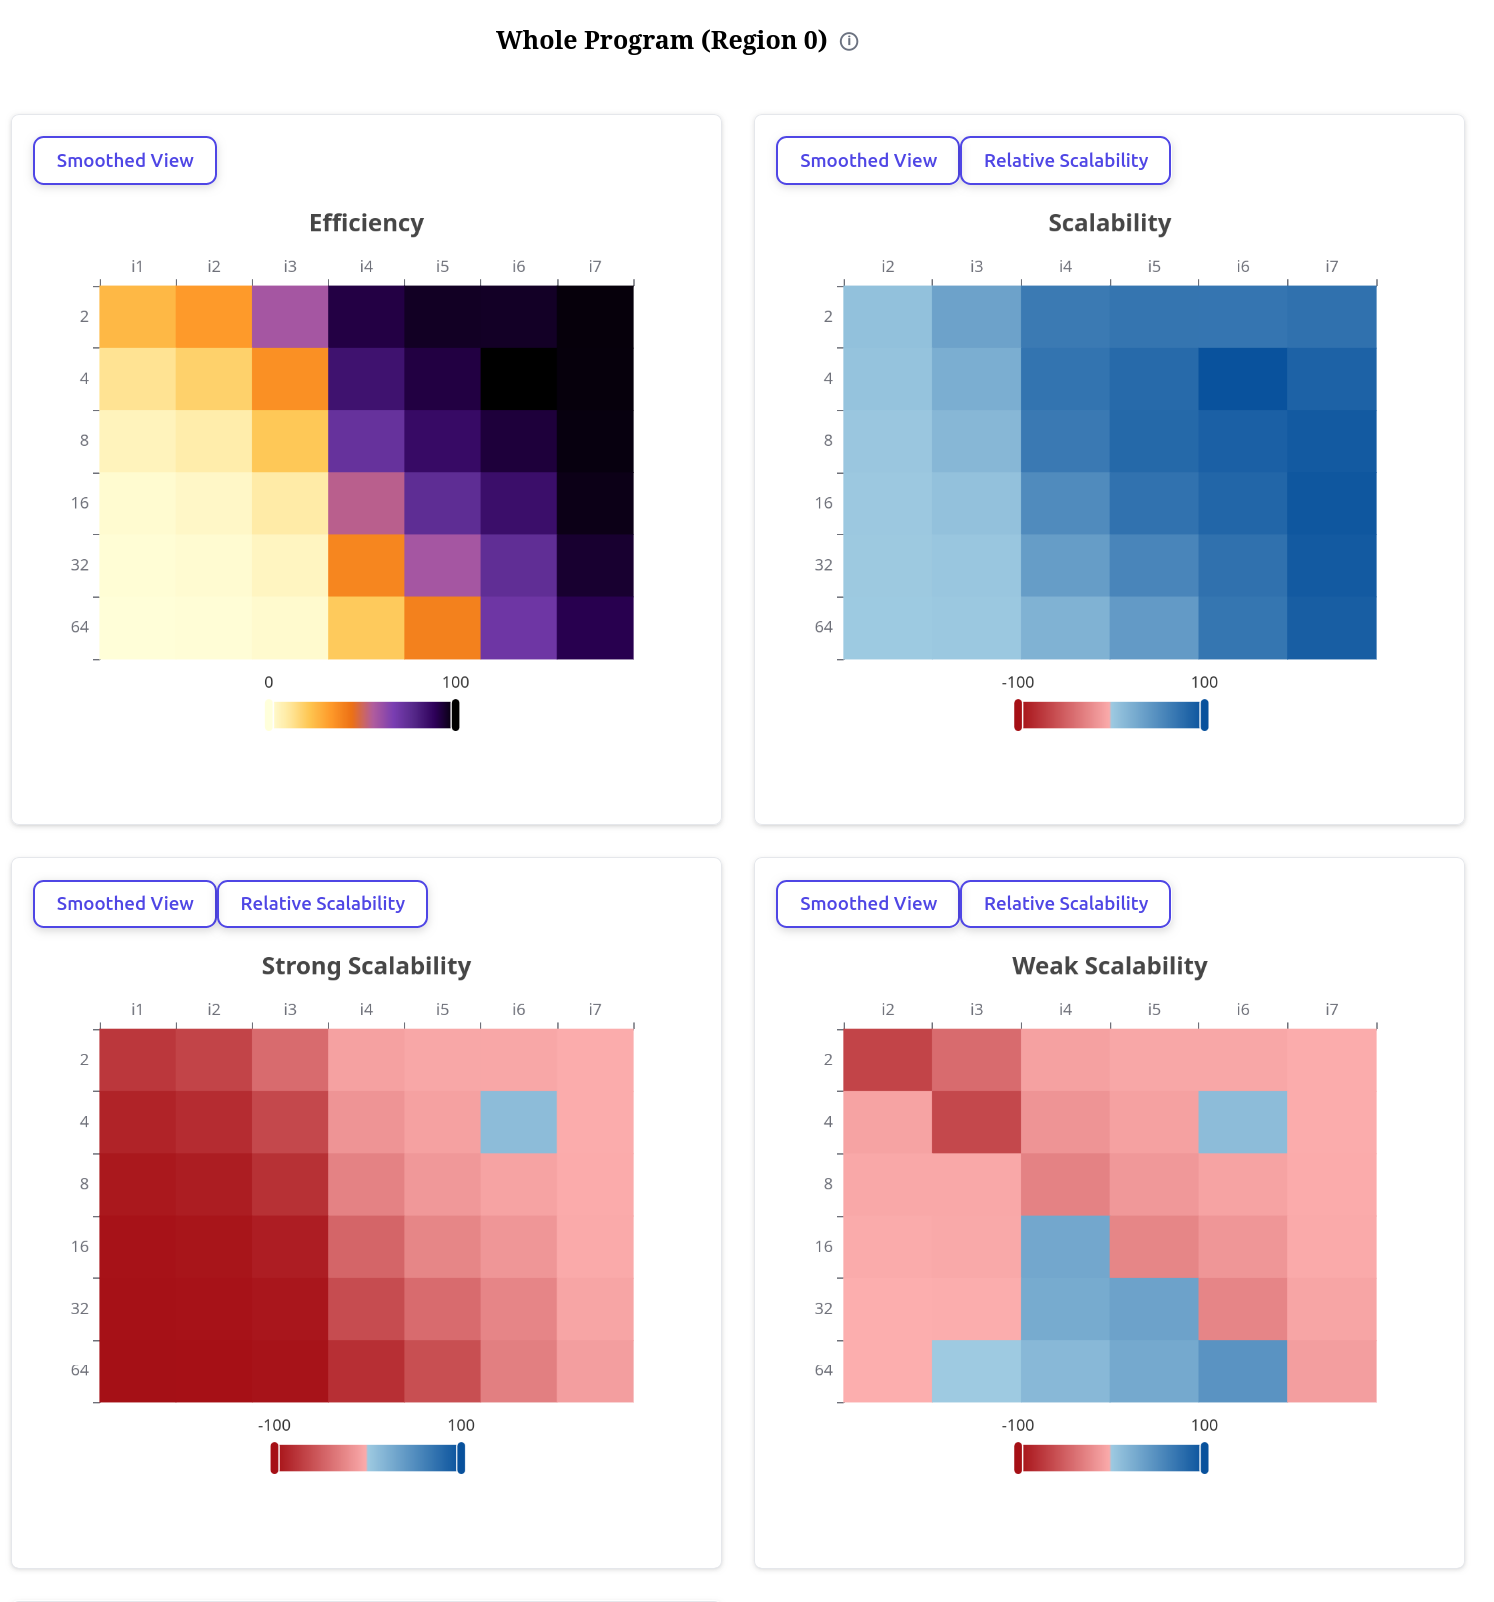 Whole Program (Region 0)
Smoothed View
Efficiency
i1 i2 i3 i4 i5 i6 i7
2
4
8
16
32
64
0 100
Smoothed View Relative Scalability
Scalability
i2 i3 i4 i5 i6 i7
2
4
8
16
32
64
-100 100
Smoothed View Relative Scalability
Strong Scalability
i1 i2 i3 i4 i5 i6 i7
2
4
8
16
32
64
-100 100
Smoothed View Relative Scalability
Weak Scalability
i2 i3 i4 i5 i6 i7
2
4
8
16
32
64
-100 100